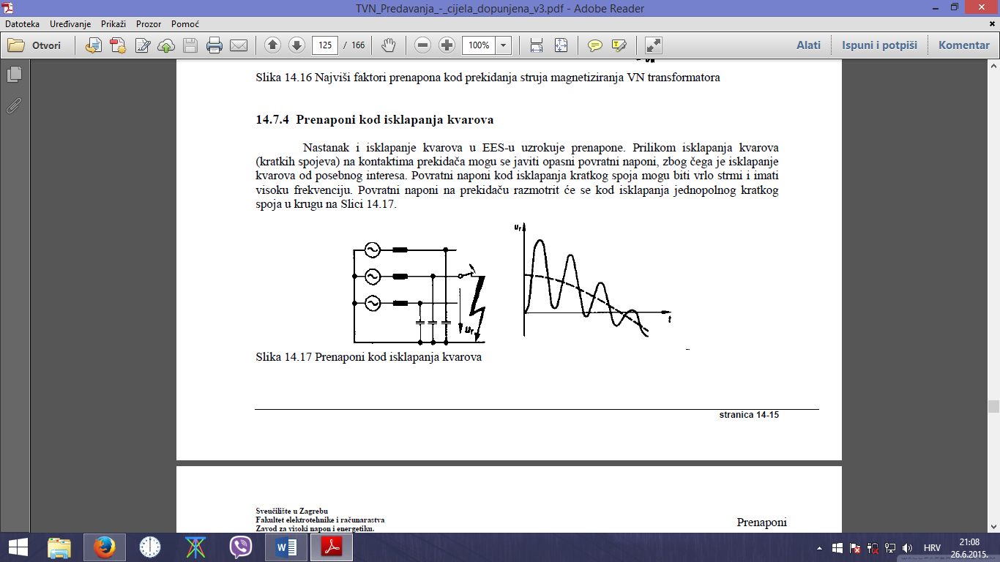 TVN_Predavanja_-_cijela_dopunjena_v3.pdf - Adobe Reader
Datoteka Uređivanje Prikaži Prozor Pomoć
Otvori 125 / 166 100% Alati Ispuni i potpiši Komentar
Slika 14.16 Najviši faktori prenapona kod prekidanja struja magnetiziranja VN transformatora
14.7.4 Prenaponi kod isklapanja kvarova
Nastanak i isklapanje kvarova u EES-u uzrokuje prenapone. Prilikom isklapanja kvarova
(kratkih spojeva) na kontaktima prekidača mogu se javiti opasni povratni naponi, zbog čega je isklapanje
kvarova od posebnog interesa. Povratni naponi kod isklapanja kratkog spoja mogu biti vrlo strmi i imati
visoku frekvenciju. Povratni naponi na prekidaču razmotrit će se kod isklapanja jednopolnog kratkog
spoja u krugu na Slici 14.17.
ur
ur
t
Slika 14.17 Prenaponi kod isklapanja kvarova
stranica 14-15
Sveučilište u Zagrebu
Fakultet elektrotehnike i računarastva
Zavod za visoki napon i energetiku.
Prenaponi
HRV
21:08
26.6.2015.